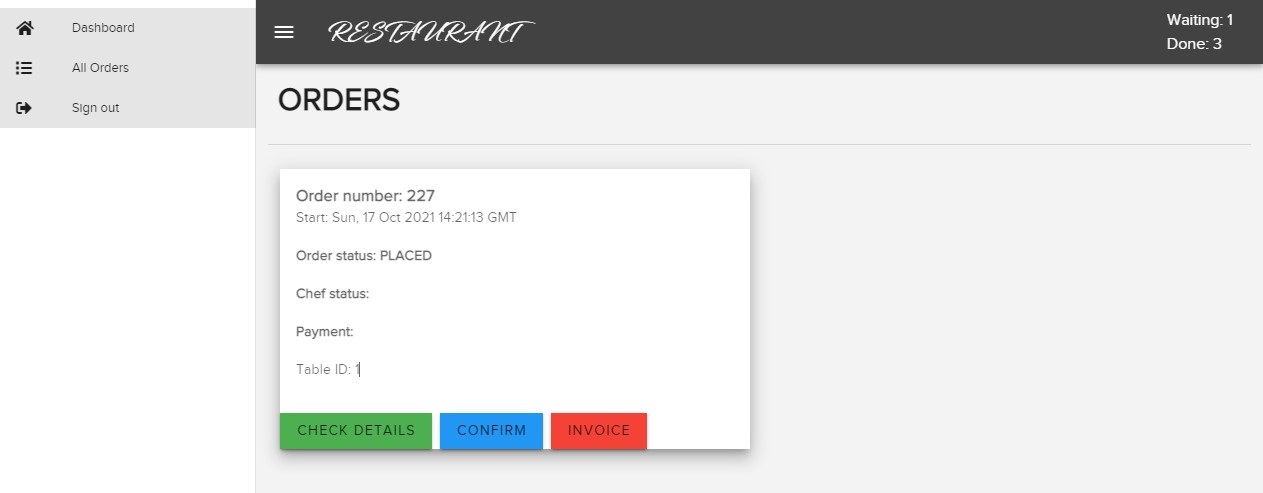 Dashboard
All Orders
Sign out
RESTAURANT
Waiting: 1
Done: 3
ORDERS
Order number: 227
Start: Sun, 17 Oct 2021 14:21:13 GMT
Order status: PLACED
Chef status:
Payment:
Table ID: 1
CHECK DETAILS
CONFIRM
INVOICE